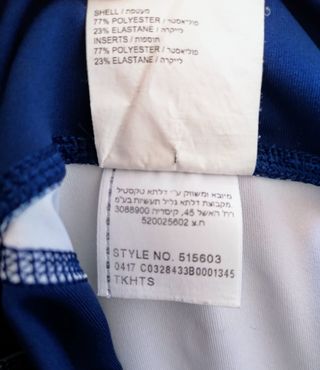 SHELL / מעטפת
77% POLYESTER / פוליאסטר
23% ELASTANE / לייקרה
INSERTS / תוספות
77% POLYESTER / פוליאסטר
23% ELASTANE / לייקרה
מיובא ומשווק ע״י דלתא טקסטיל
מקבוצת דלתא גליל תעשיות בע״מ
רח׳ האשל 45, קיסריה 3088900
ח.צ 520025602
STYLE NO. 515603
0417 C0328433B0001345
TKHTS